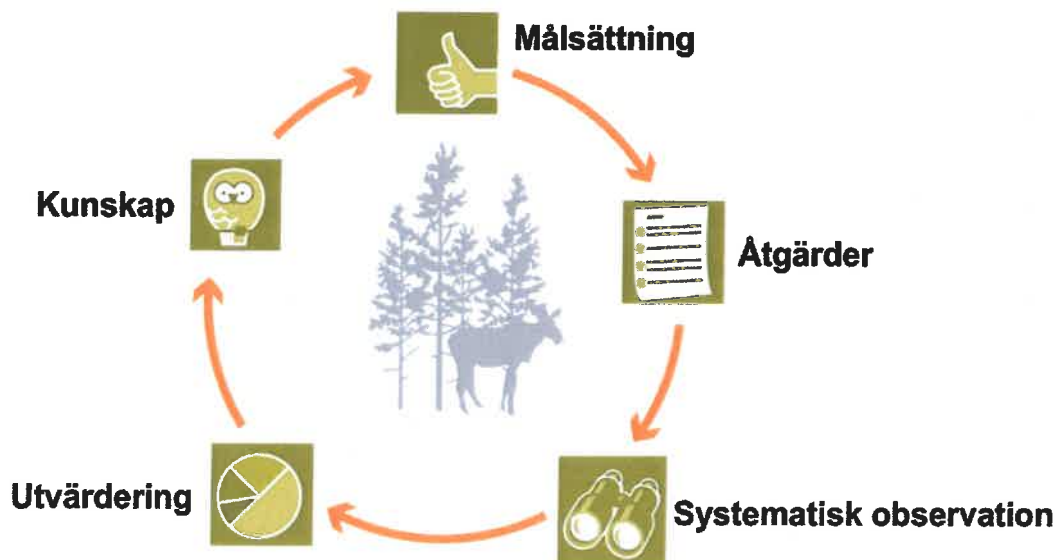 Målsättning
Åtgärder
Systematisk observation
Utvärdering
Kunskap